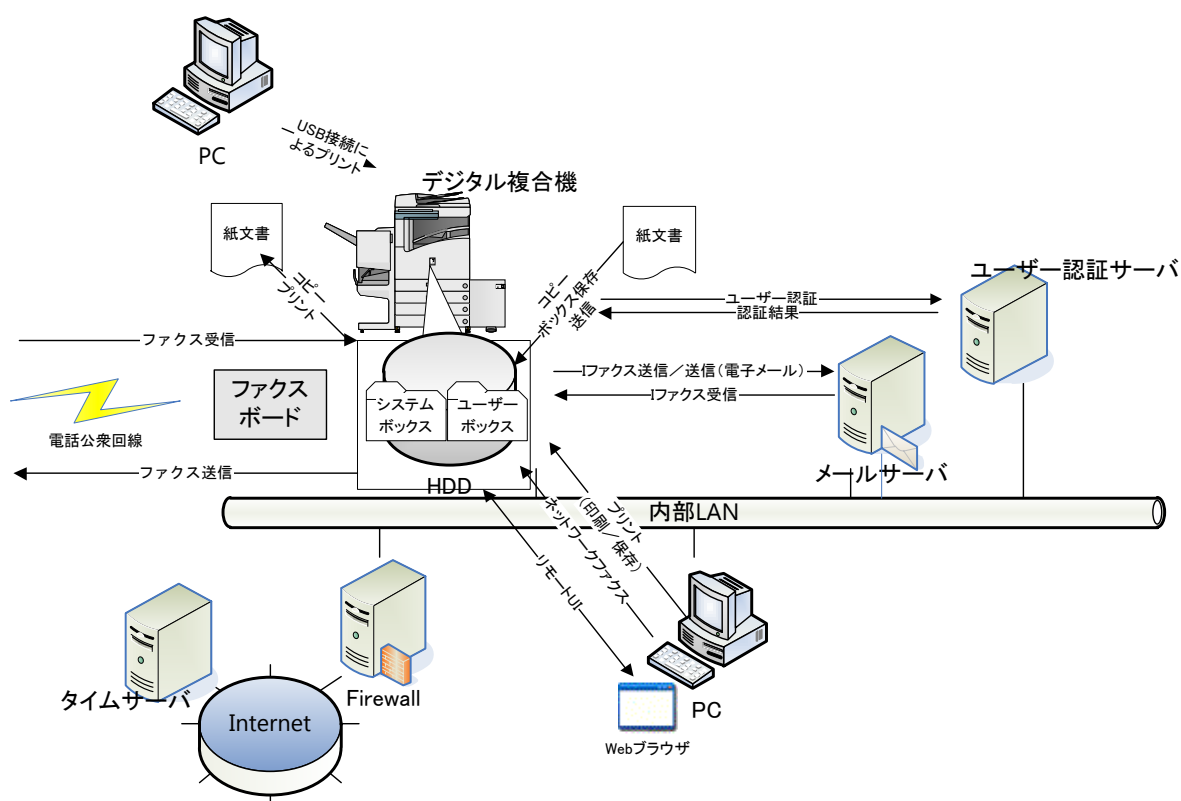 PC
USB接続に
よるプリント
デジタル複合機
紙文書
紙文書
コピー
プリント
コピー
ボックス保存
送信
ユーザー認証サーバ
ユーザー認証
認証結果
ファクス受信
Iファクス送信／送信（電子メール）
Iファクス受信
ファクス
ボード
システム
ボックス
ユーザー
ボックス
電話公衆回線
ファクス送信
HDD
メールサーバ
内部LAN
プリント
（印刷／保存）
ネットワークファクス
リモートUI
タイムサーバ
Firewall
Internet
PC
Webブラウザ